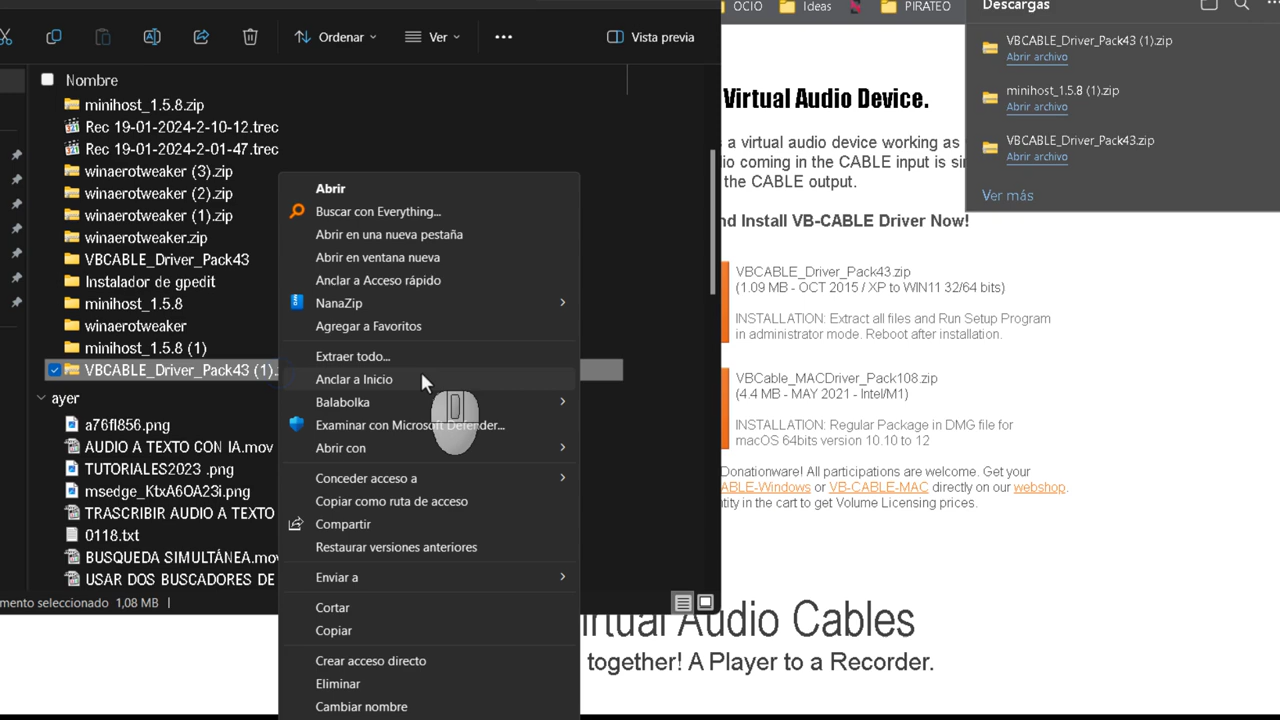 Ordenar
Ver
Vista previa
Nombre
minihost_1.5.8.zip
Rec 19-01-2024-2-10-12.trec
Rec 19-01-2024-2-01-47.trec
winaerotweaker (3).zip
winaerotweaker (2).zip
winaerotweaker (1).zip
winaerotweaker.zip
VBCABLE_Driver_Pack43
Instalador de gpedit
minihost_1.5.8
winaerotweaker
minihost_1.5.8 (1)
VBCABLE_Driver_Pack43 (1).
ayer
a76fI856.png
AUDIO A TEXTO CON IA.mov
TUTORIALES2023 .png
msedge_KtxA6OA23i.png
TRASCRIBIR AUDIO A TEXTO
0118.txt
BUSQUEDA SIMULTÁNEA.mov
USAR DOS BUSCADORES DE
mento seleccionado 1,08 MB
Abrir
Buscar con Everything...
Abrir en una nueva pestaña
Abrir en ventana nueva
Anclar a Acceso rápido
NanaZip
Agregar a Favoritos
Extraer todo...
Anclar a Inicio
Balabolka
Examinar con Microsoft Defender...
Abrir con
Conceder acceso a
Copiar como ruta de acceso
Compartir
Restaurar versiones anteriores
Enviar a
Cortar
Copiar
Crear acceso directo
Eliminar
Cambiar nombre
OCIO
Ideas
PIRATEO
Descargas
VBCABLE_Driver_Pack43 (1).zip
Abrir archivo
minihost_1.5.8 (1).zip
Abrir archivo
VBCABLE_Driver_Pack43.zip
Abrir archivo
Ver más
Virtual Audio Device.
a virtual audio device working as
dio coming in the CABLE input is si
the CABLE output.
nd Install VB-CABLE Driver Now!
VBCABLE_Driver_Pack43.zip
(1.09 MB - OCT 2015 / XP to WIN11 32/64 bits)
INSTALLATION: Extract all files and Run Setup Program
in administrator mode. Reboot after installation.
VBCable_MACDriver_Pack108.zip
(4.4 MB - MAY 2021 - Intel/M1)
INSTALLATION: Regular Package in DMG file for
macOS 64bits version 10.10 to 12
Donationware! All participations are welcome. Get your
ABLE-Windows or VB-CABLE-MAC directly on our webshop.
ntity in the cart to get Volume Licensing prices.
irtual Audio Cables
together! A Player to a Recorder.